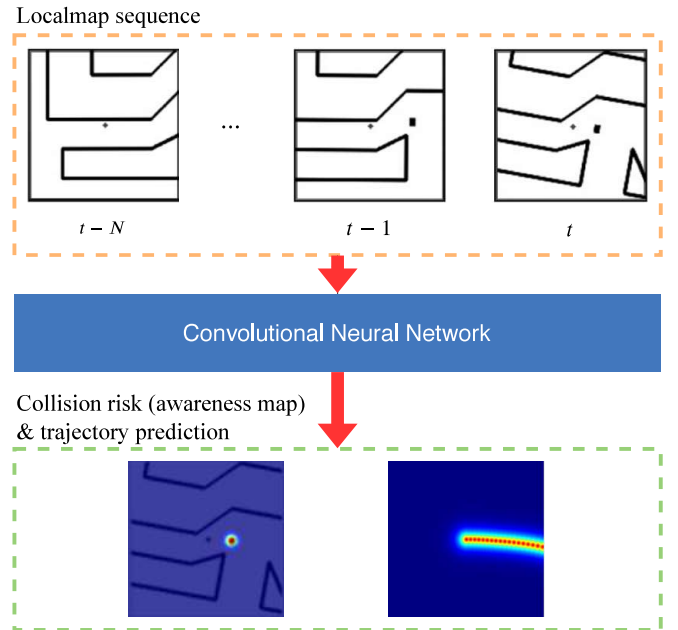 Localmap sequence
...
t − N
t − 1
t
Convolutional Neural Network
Collision risk (awareness map)
& trajectory prediction